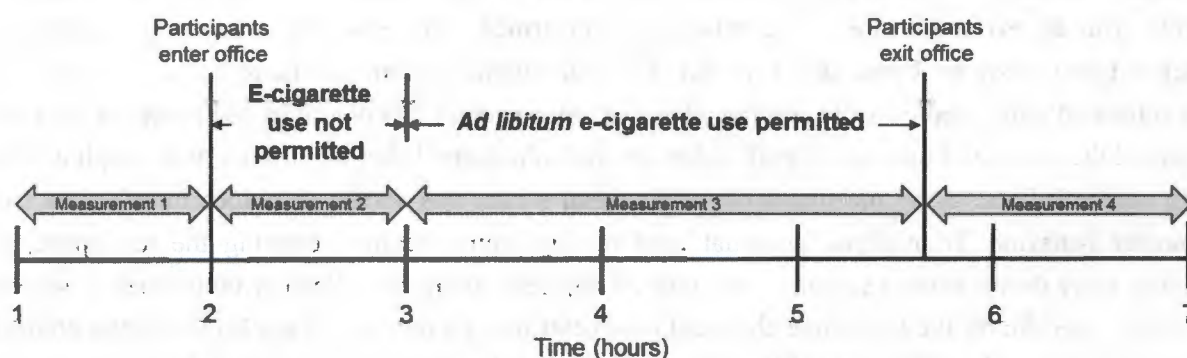 Participants
enter office
Participants
exit office
E-cigarette
use not
permitted
Ad libitum e-cigarette use permitted
Measurement 1
Measurement 2
Measurement 3
Measurement 4
1
2
3
4
5
6
7
Time (hours)